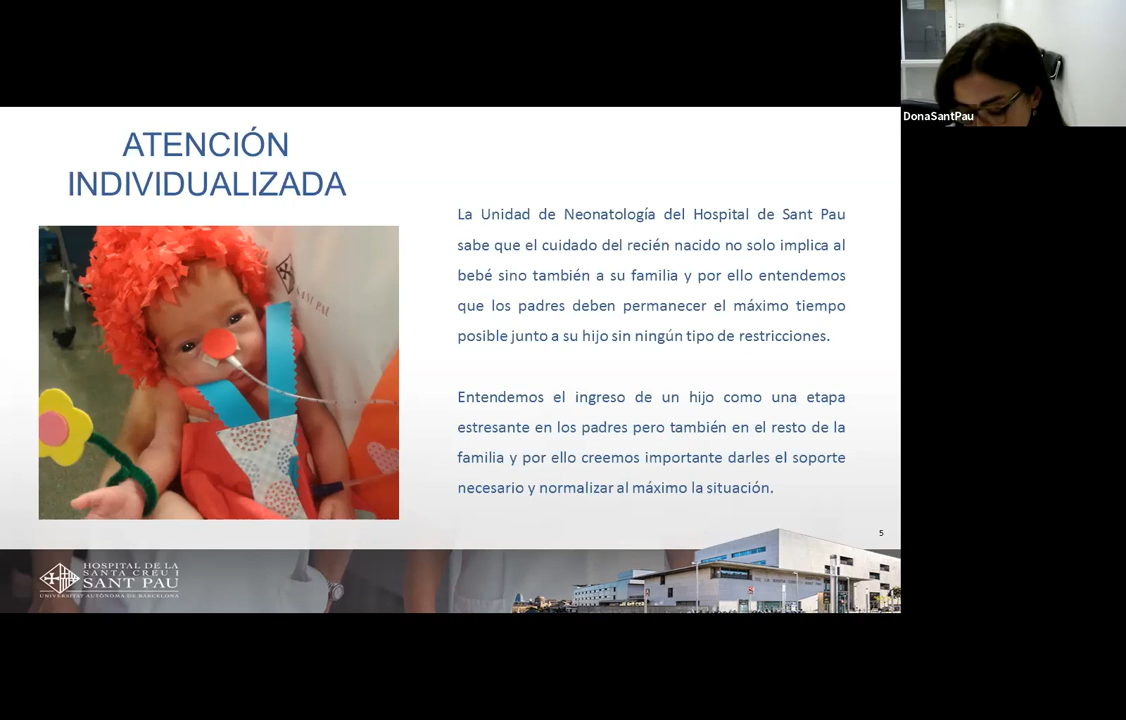 DonaSantPau
ATENCIÓN
INDIVIDUALIZADA
La Unidad de Neonatología del Hospital de Sant Pau
sabe que el cuidado del recién nacido no solo implica al
bebé sino también a su familia y por ello entendemos
que los padres deben permanecer el máximo tiempo
posible junto a su hijo sin ningún tipo de restricciones.
Entendemos el ingreso de un hijo como una etapa
estresante en los padres pero también en el resto de la
familia y por ello creemos importante darles el soporte
necesario y normalizar al máximo la situación.
SANT PAU
5
HOSPITAL DE LA
SANTA CREU I
SANT PAU
UNIVERSITAT AUTÒNOMA DE BARCELONA